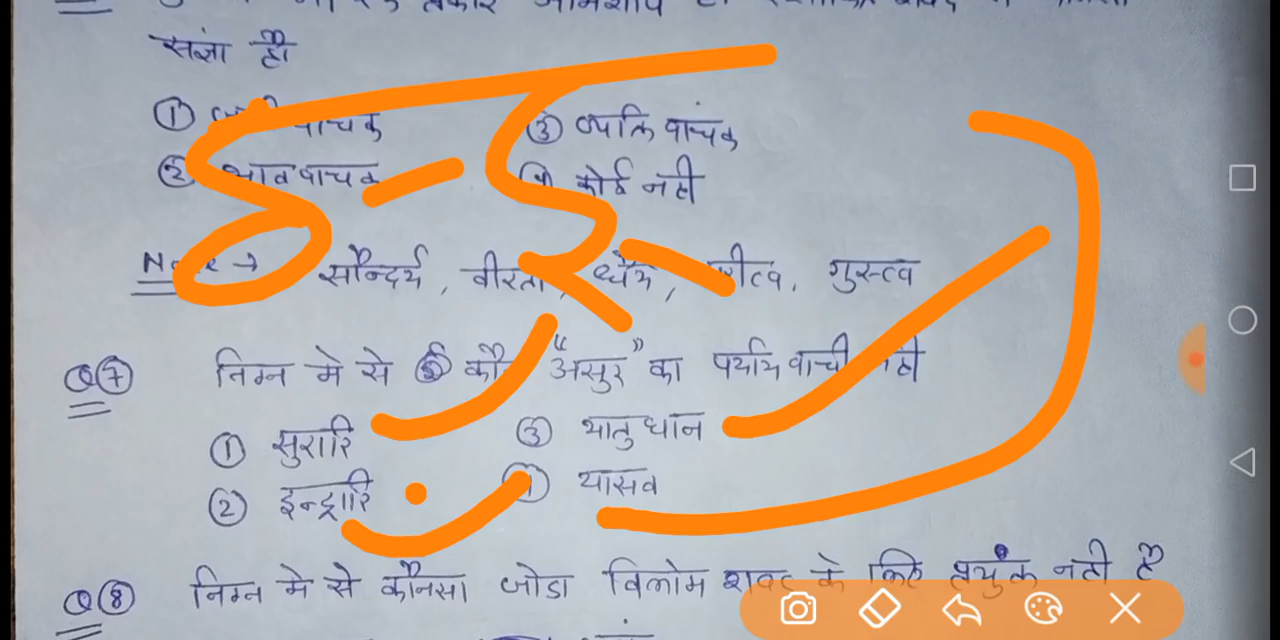 संज्ञा है
① वाचक ③ व्यक्ति वांचक
② भाववाचक ④ कोई नही
Note → सौन्दर्य, वीरता, धैर्य, गुरुत्व
Q⑦ निम्न मे से कौन "असुर" का पर्यायवाची नही
① सुरारि ③ यातुधान
② इन्द्रारि ④ यासव
Q⑧ निम्न मे से कौनसा जोडा विलोम शब्द के लिए नही है